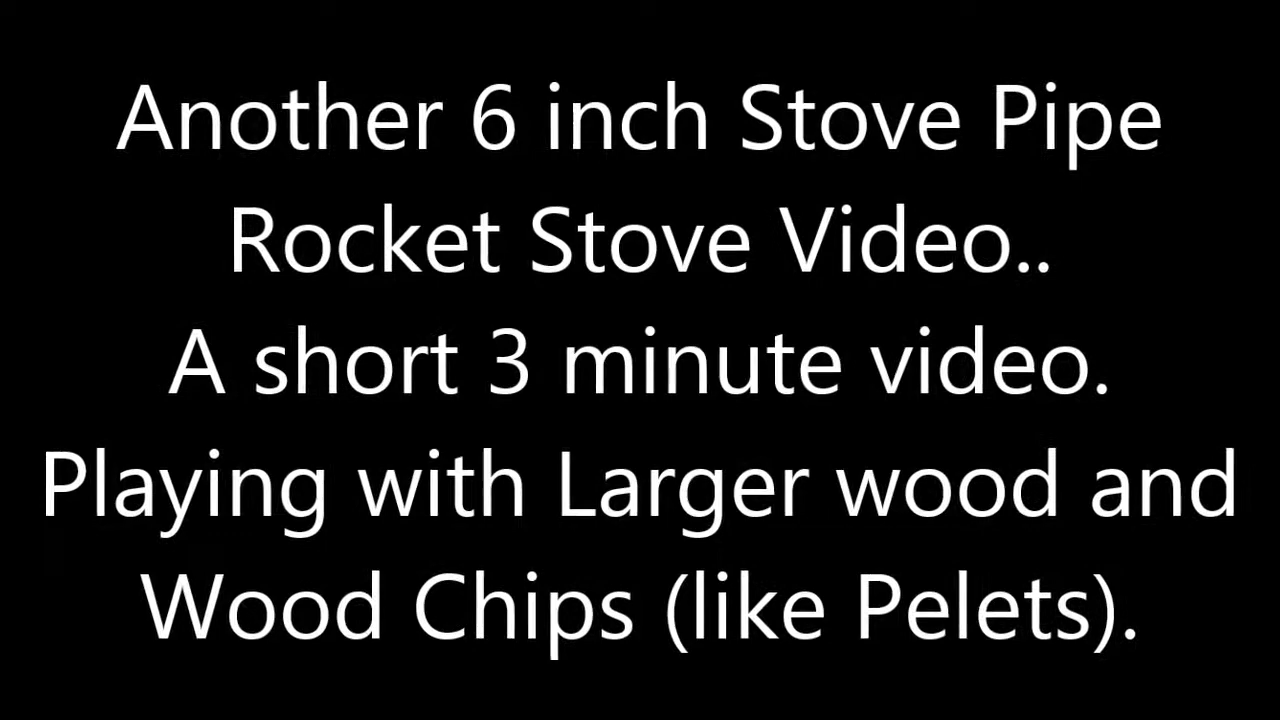 Another 6 inch Stove Pipe
Rocket Stove Video..
A short 3 minute video.
Playing with Larger wood and
Wood Chips (like Pelets).